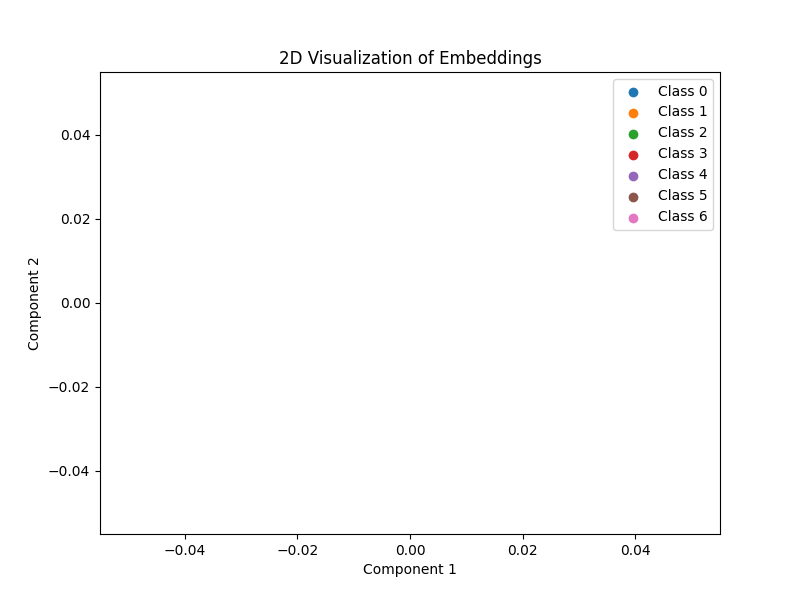 2D Visualization of Embeddings
Class 0
Class 1
Class 2
Class 3
Class 4
Class 5
Class 6
0.04
0.02
0.00
−0.02
−0.04
Component 2
−0.04
−0.02
0.00
0.02
0.04
Component 1